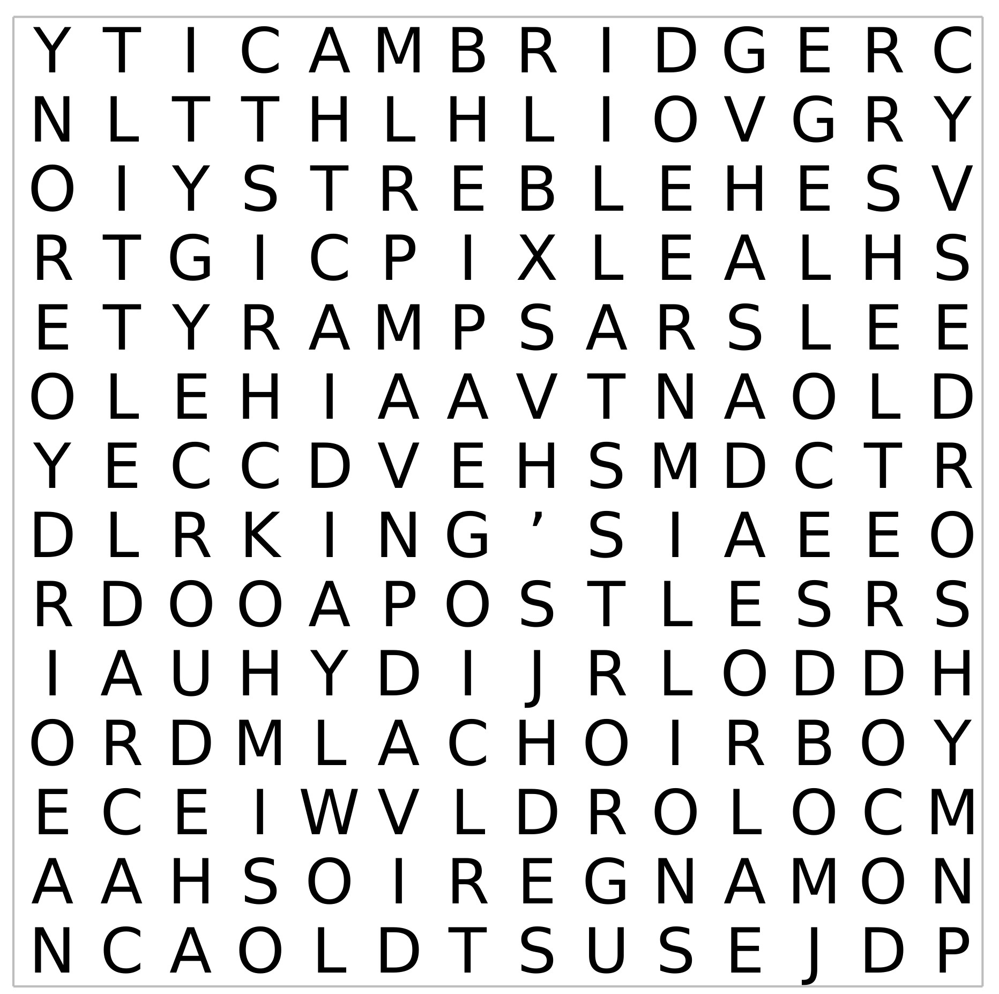 Y T I C A M B R I D G E R C
N L T T H L H L I O V G R Y
O I Y S T R E B L E H E S V
R T G I C P I X L E A L H S
E T Y R A M P S A R S L E E
O L E H I A A V T N A O L D
Y E C C D V E H S M D C T R
D L R K I N G ’ S I A E E O
R D O O A P O S T L E S R S
I A U H Y D I J R L O D D H
O R D M L A C H O I R B O Y
E C E I W V L D R O L O C M
A A H S O I R E G N A M O N
N C A O L D T S U S E J D P